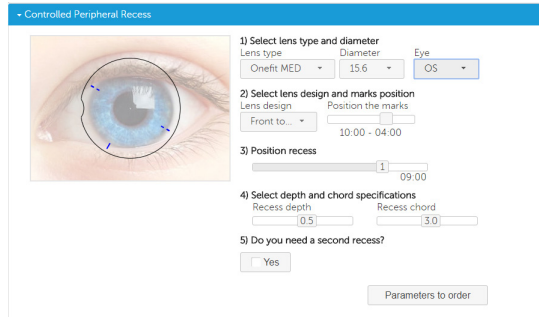 Controlled Peripheral Recess
1) Select lens type and diameter
Lens type Diameter Eye
Onefit MED 15.6 OS
2) Select lens design and marks position
Lens design Position the marks
Front to...
10:00 - 04:00
3) Position recess
1
09:00
4) Select depth and chord specifications
Recess depth Recess chord
0.5 3.0
5) Do you need a second recess?
Yes
Parameters to order